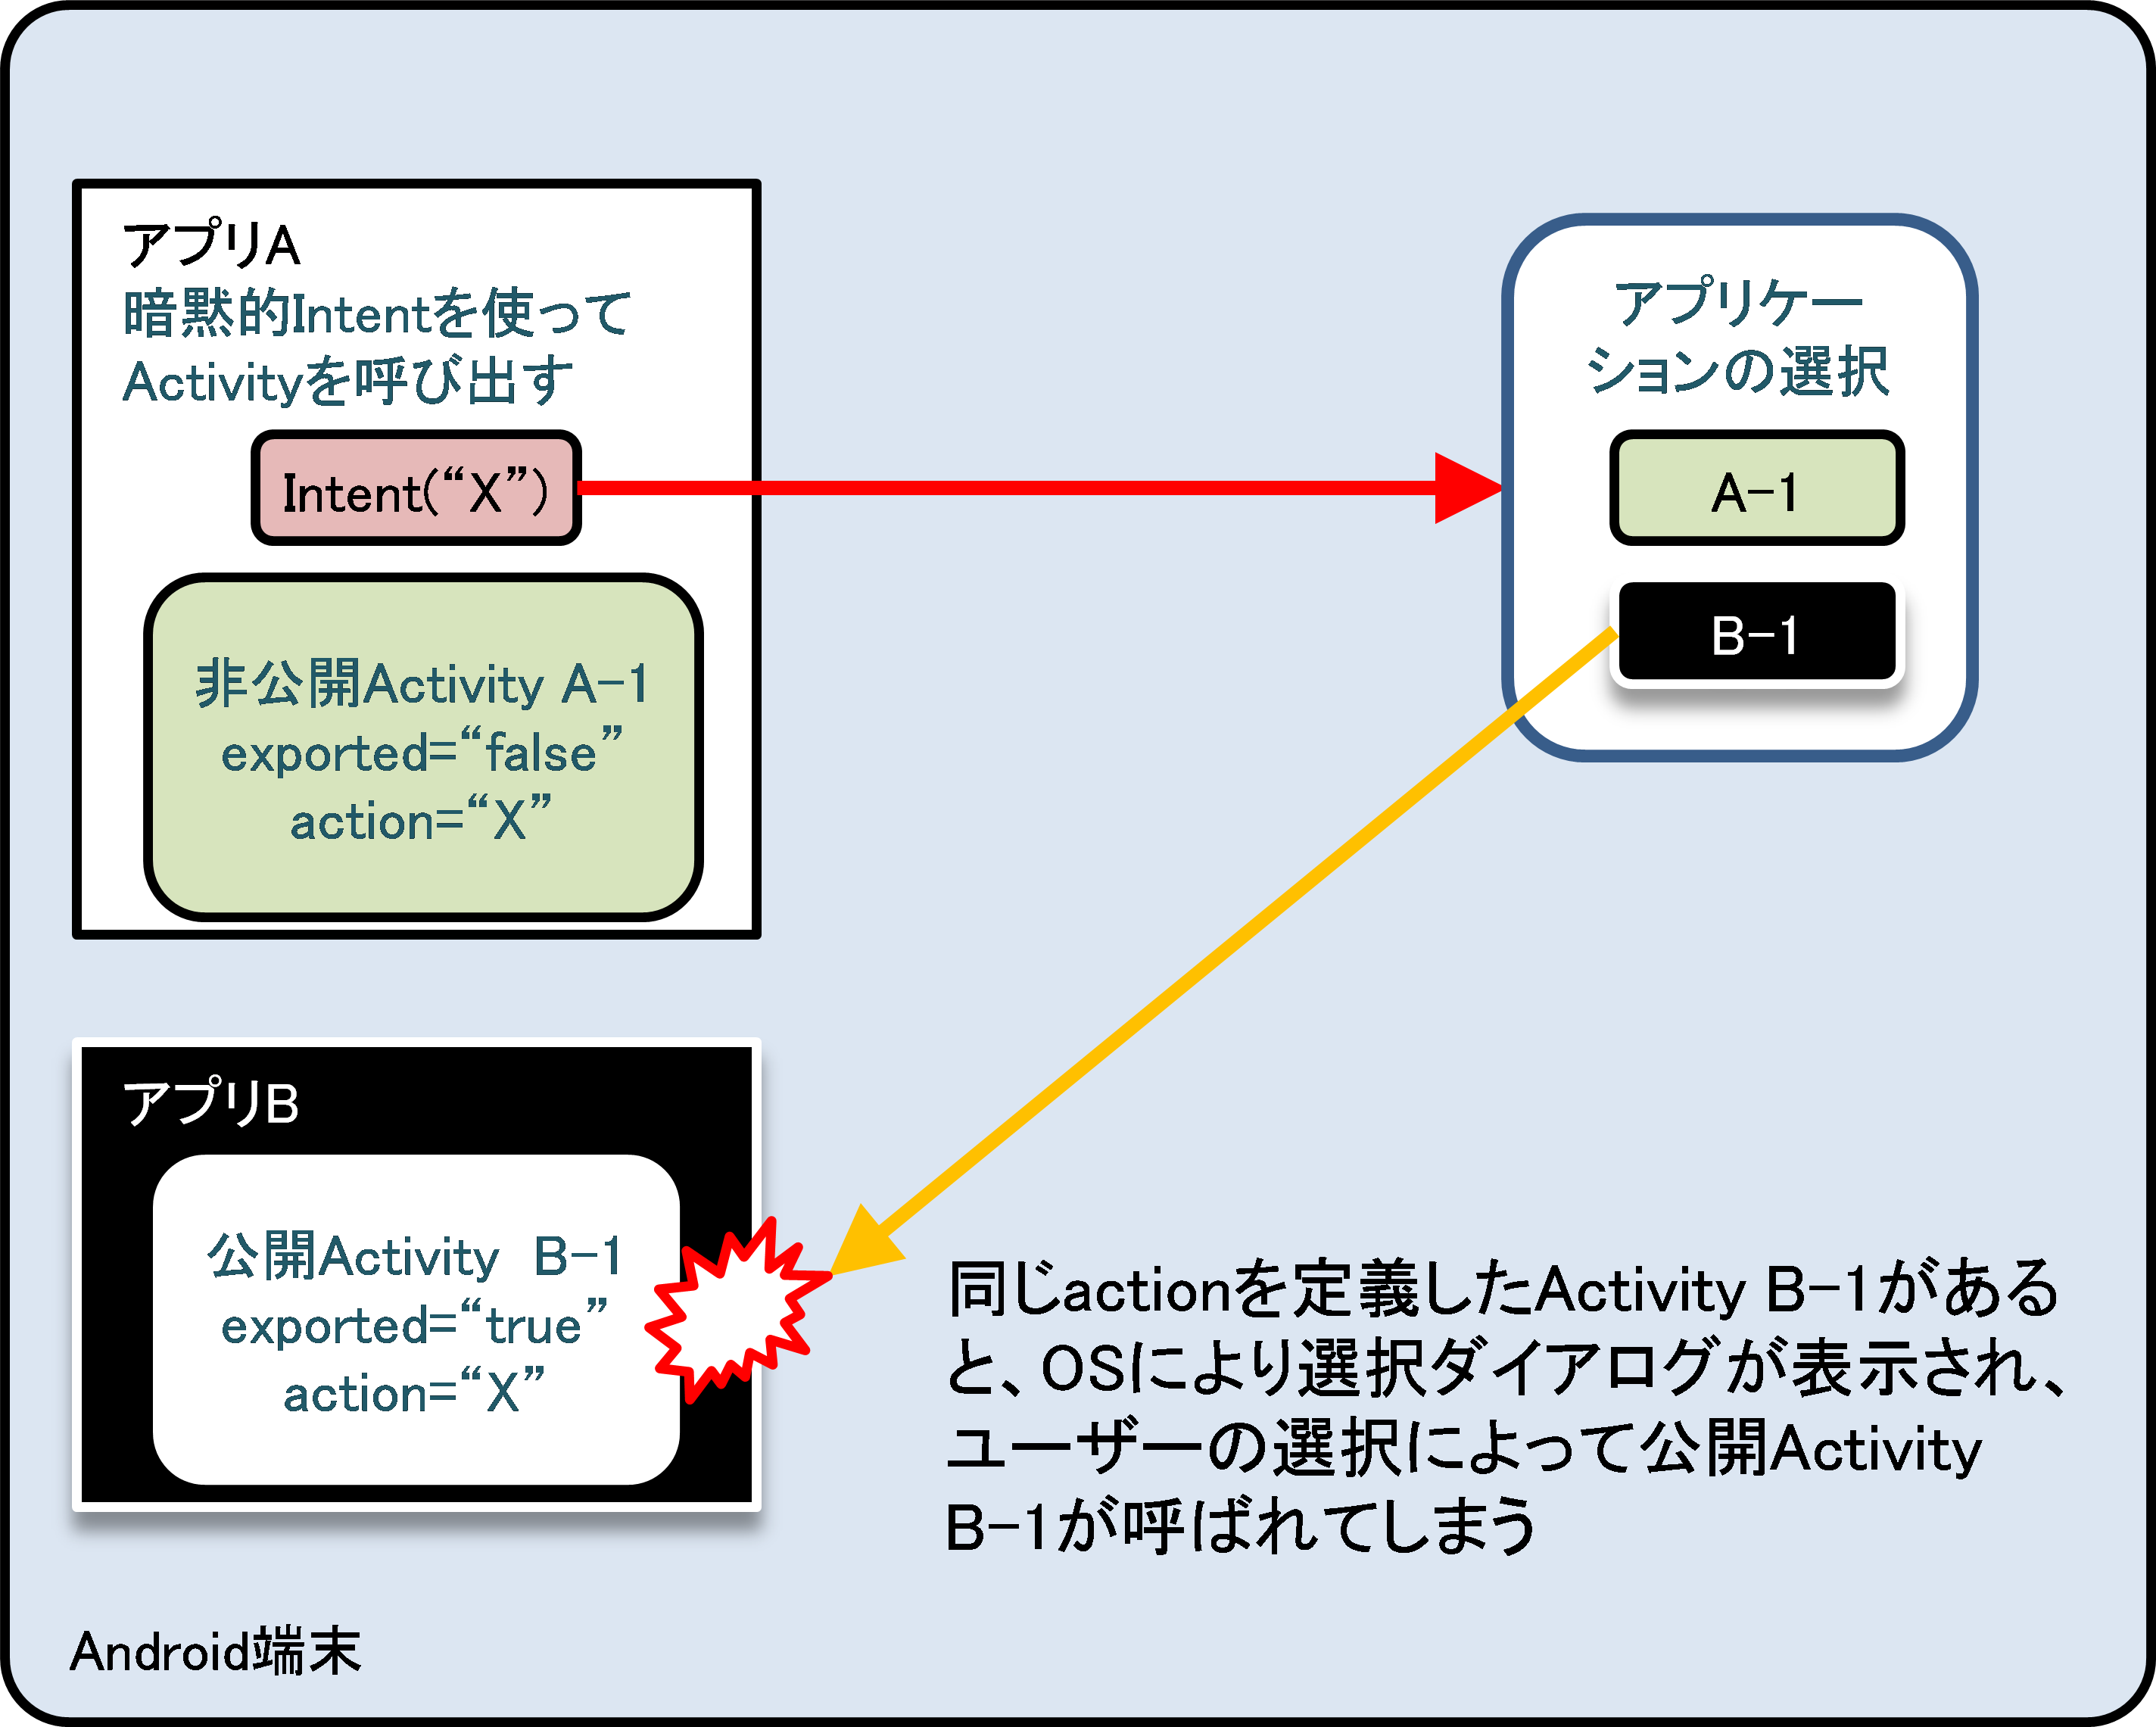 アプリA
暗黙的Intentを使って
Activityを呼び出す
Intent(“X”)
非公開Activity A-1
exported=“false”
action=“X”
アプリケー
ションの選択
A-1
B-1
アプリB
公開Activity B-1
exported=“true”
action=“X”
同じactionを定義したActivity B-1がある
と、OSにより選択ダイアログが表示され、
ユーザーの選択によって公開Activity
B-1が呼ばれてしまう
Android端末